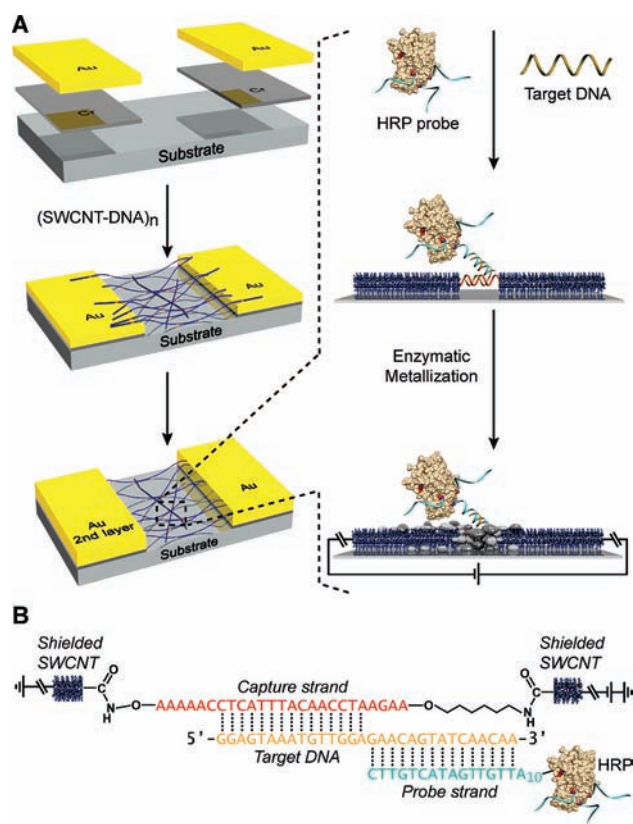 A
Au
Au
Cr
Cr
Substrate
(SWCNT-DNA)n
Au
Au
Substrate
Au
2nd layer
Au
Substrate
HRP probe
Target DNA
Enzymatic
Metallization
B
Shielded
SWCNT
Shielded
SWCNT
Capture strand
O
C
N
H
O
AAAAACCTCATTTACAACCTAAGAA
O
N
H
C
O
5'-GGAGTAAATGTTGGAGAACAGTATCAACAA-3'
Target DNA
CTTGTCATAGTTGTTA10
HRP
Probe strand